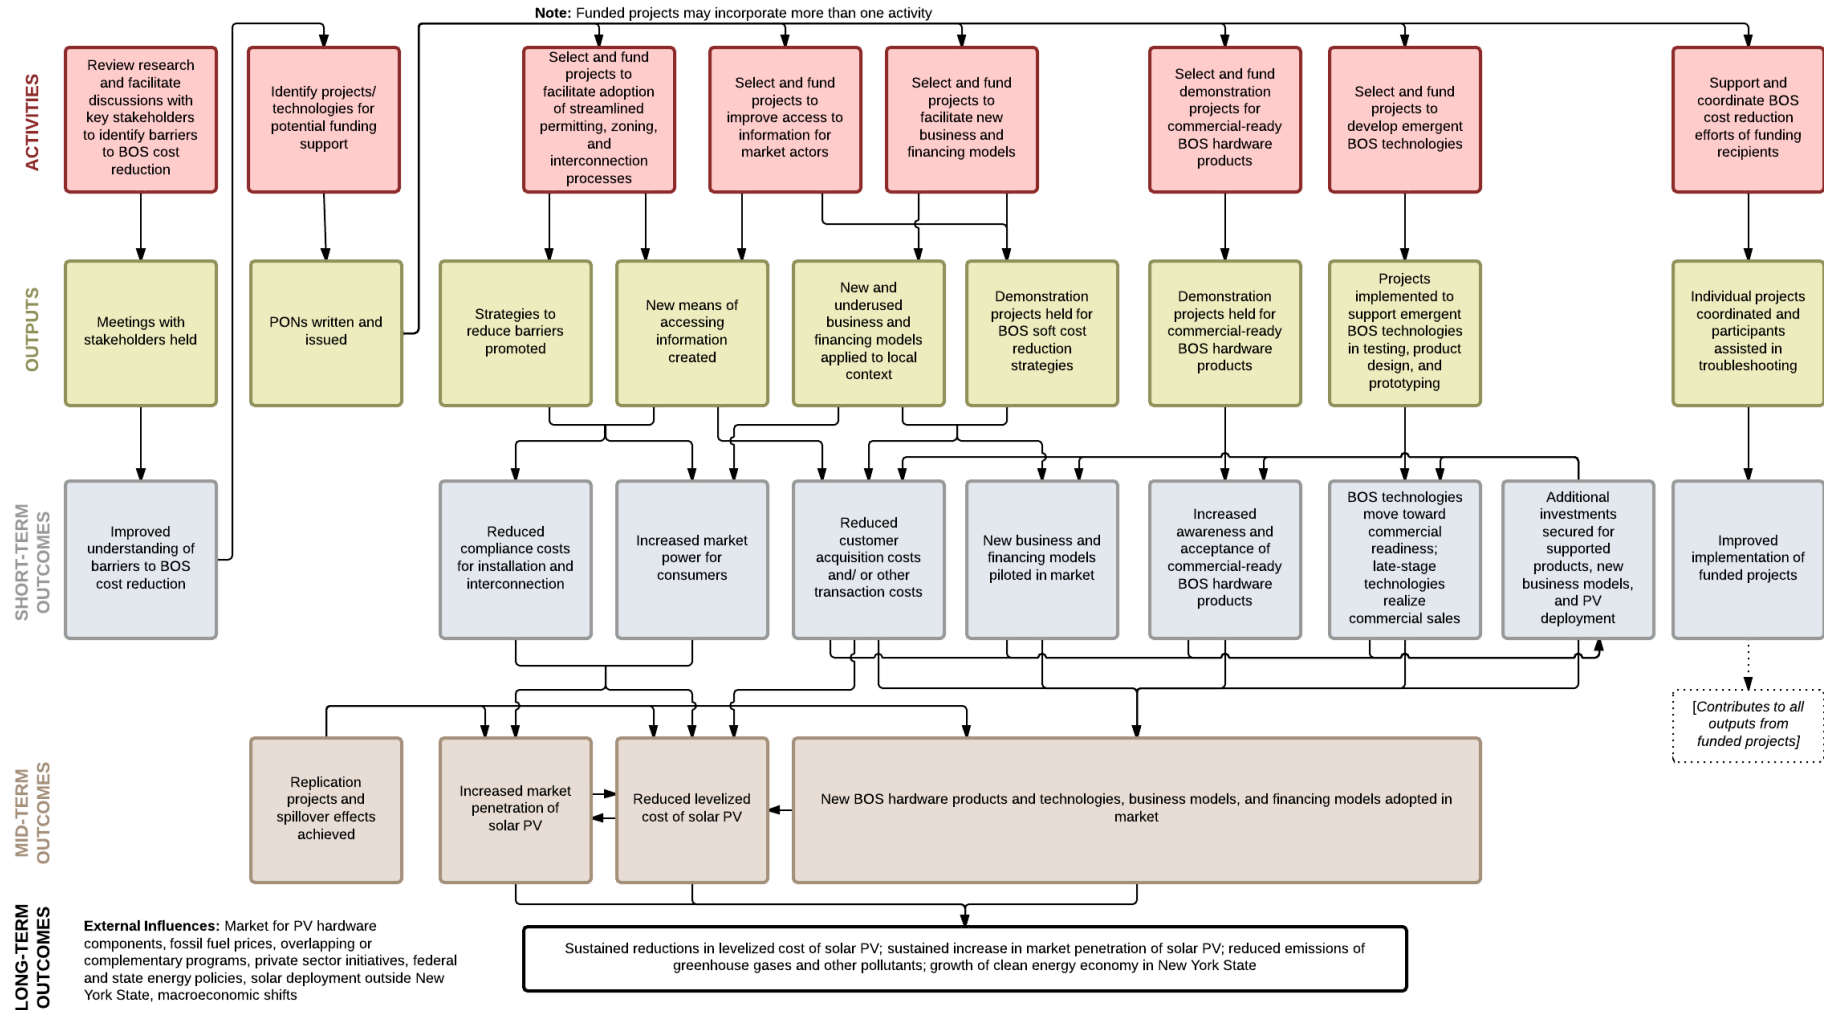 Note: Funded projects may incorporate more than one activity
ACTIVITIES
Review research
and facilitate
discussions with
key stakeholders
to identify barriers
to BOS cost
reduction
Identify projects/
technologies for
potential funding
support
Select and fund
projects to
facilitate adoption
of streamlined
permitting, zoning,
and
interconnection
processes
Select and fund
projects to
improve access to
information for
market actors
Select and fund
projects to
facilitate new
business and
financing models
Select and fund
demonstration
projects for
commercial-ready
BOS hardware
products
Select and fund
projects to
develop emergent
BOS technologies
Support and
coordinate BOS
cost reduction
efforts of funding
recipients
OUTPUTS
Meetings with
stakeholders held
PONs written and
issued
Strategies to
reduce barriers
promoted
New means of
accessing
information
created
New and
underused
business and
financing models
applied to local
context
Demonstration
projects held for
BOS soft cost
reduction
strategies
Demonstration
projects held for
commercial-ready
BOS hardware
products
Projects
implemented to
support emergent
BOS technologies
in testing, product
design, and
prototyping
Individual projects
coordinated and
participants
assisted in
troubleshooting
SHORT-TERM
OUTCOMES
Improved
understanding of
barriers to BOS
cost reduction
Reduced
compliance costs
for installation and
interconnection
Increased market
power for
consumers
Reduced
customer
acquisition costs
and/ or other
transaction costs
New business and
financing models
piloted in market
Increased
awareness and
acceptance of
commercial-ready
BOS hardware
products
BOS technologies
move toward
commercial
readiness;
late-stage
technologies
realize
commercial sales
Additional
investments
secured for
supported
products, new
business models,
and PV
deployment
Improved
implementation of
funded projects
[Contributes to all
outputs from
funded projects]
MID-TERM
OUTCOMES
Replication
projects and
spillover effects
achieved
Increased market
penetration of
solar PV
Reduced levelized
cost of solar PV
New BOS hardware products and technologies, business models, and financing models adopted in
market
LONG-TERM
OUTCOMES
External Influences: Market for PV hardware
components, fossil fuel prices, overlapping or
complementary programs, private sector initiatives, federal
and state energy policies, solar deployment outside New
York State, macroeconomic shifts
Sustained reductions in levelized cost of solar PV; sustained increase in market penetration of solar PV; reduced emissions of
greenhouse gases and other pollutants; growth of clean energy economy in New York State